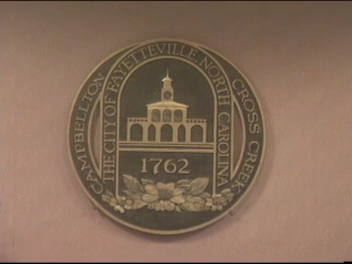 CAMPBELLTON
THE CITY OF FAYETTEVILLE, NORTH CAROLINA
CROSS CREEK
1762